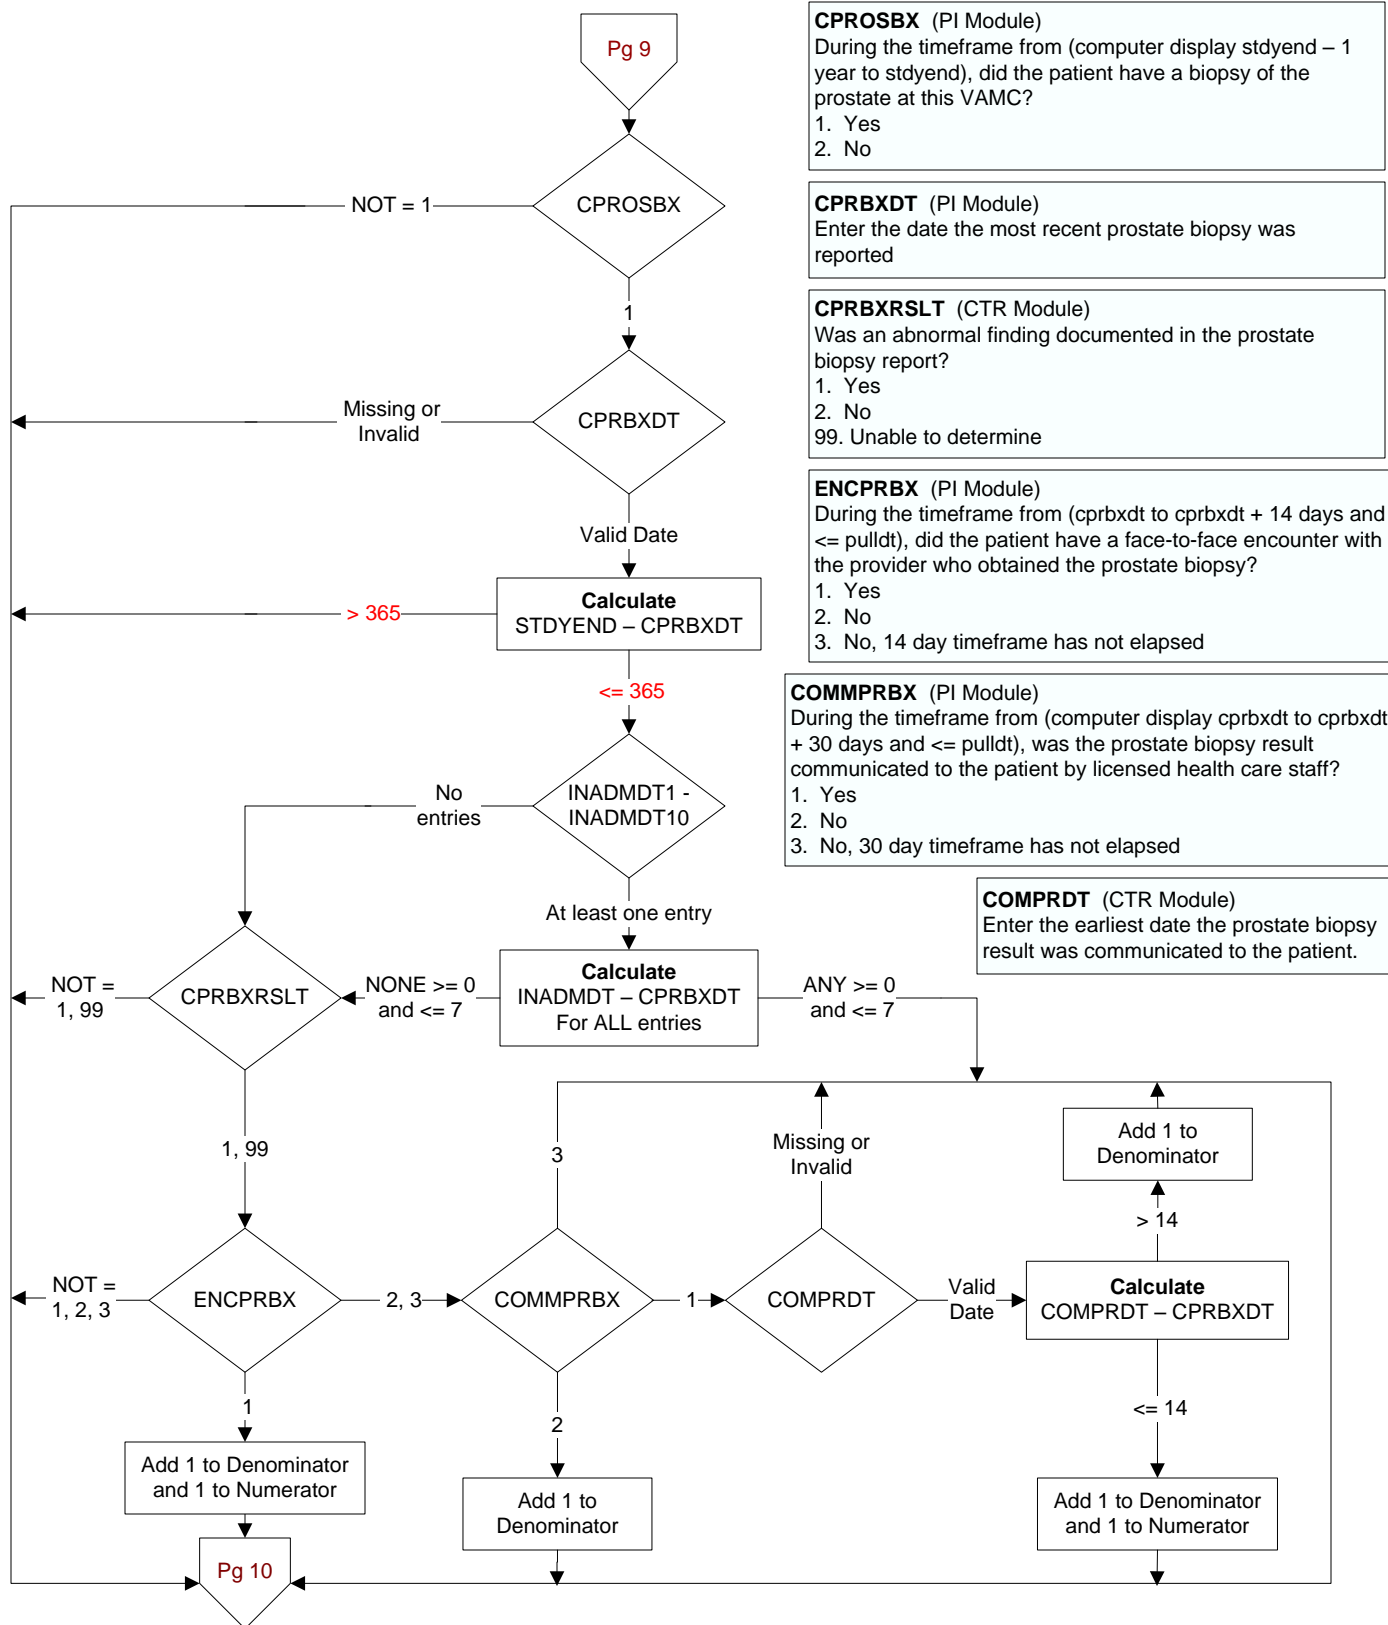 Pg 9
CPROSBX (PI Module)
During the timeframe from (computer display stdyend – 1
year to stdyend), did the patient have a biopsy of the
prostate at this VAMC?
1. Yes
2. No
NOT = 1
CPROSBX
1
CPRBXDT (PI Module)
Enter the date the most recent prostate biopsy was
reported
CPRBXRSLT (CTR Module)
Was an abnormal finding documented in the prostate
biopsy report?
1. Yes
2. No
99. Unable to determine
Missing or
Invalid
CPRBXDT
Valid Date
ENCPRBX (PI Module)
During the timeframe from (cprbxdt to cprbxdt + 14 days and
<= pulldt), did the patient have a face-to-face encounter with
the provider who obtained the prostate biopsy?
1. Yes
2. No
3. No, 14 day timeframe has not elapsed
> 365
Calculate
STDYEND – CPRBXDT
<= 365
COMMPRBX (PI Module)
During the timeframe from (computer display cprbxdt to cprbxdt
+ 30 days and <= pulldt), was the prostate biopsy result
communicated to the patient by licensed health care staff?
1. Yes
2. No
3. No, 30 day timeframe has not elapsed
No
entries
INADMDT1 -
INADMDT10
At least one entry
COMPRDT (CTR Module)
Enter the earliest date the prostate biopsy
result was communicated to the patient.
NOT =
1, 99
CPRBXRSLT
NONE >= 0
and <= 7
Calculate
INADMDT – CPRBXDT
For ALL entries
ANY >= 0
and <= 7
1, 99
3
Missing or
Invalid
Add 1 to
Denominator
> 14
NOT =
1, 2, 3
ENCPRBX
2, 3
COMMPRBX
1
COMPRDT
Valid
Date
Calculate
COMPRDT – CPRBXDT
1
2
<= 14
Add 1 to Denominator
and 1 to Numerator
Add 1 to
Denominator
Add 1 to Denominator
and 1 to Numerator
Pg 10